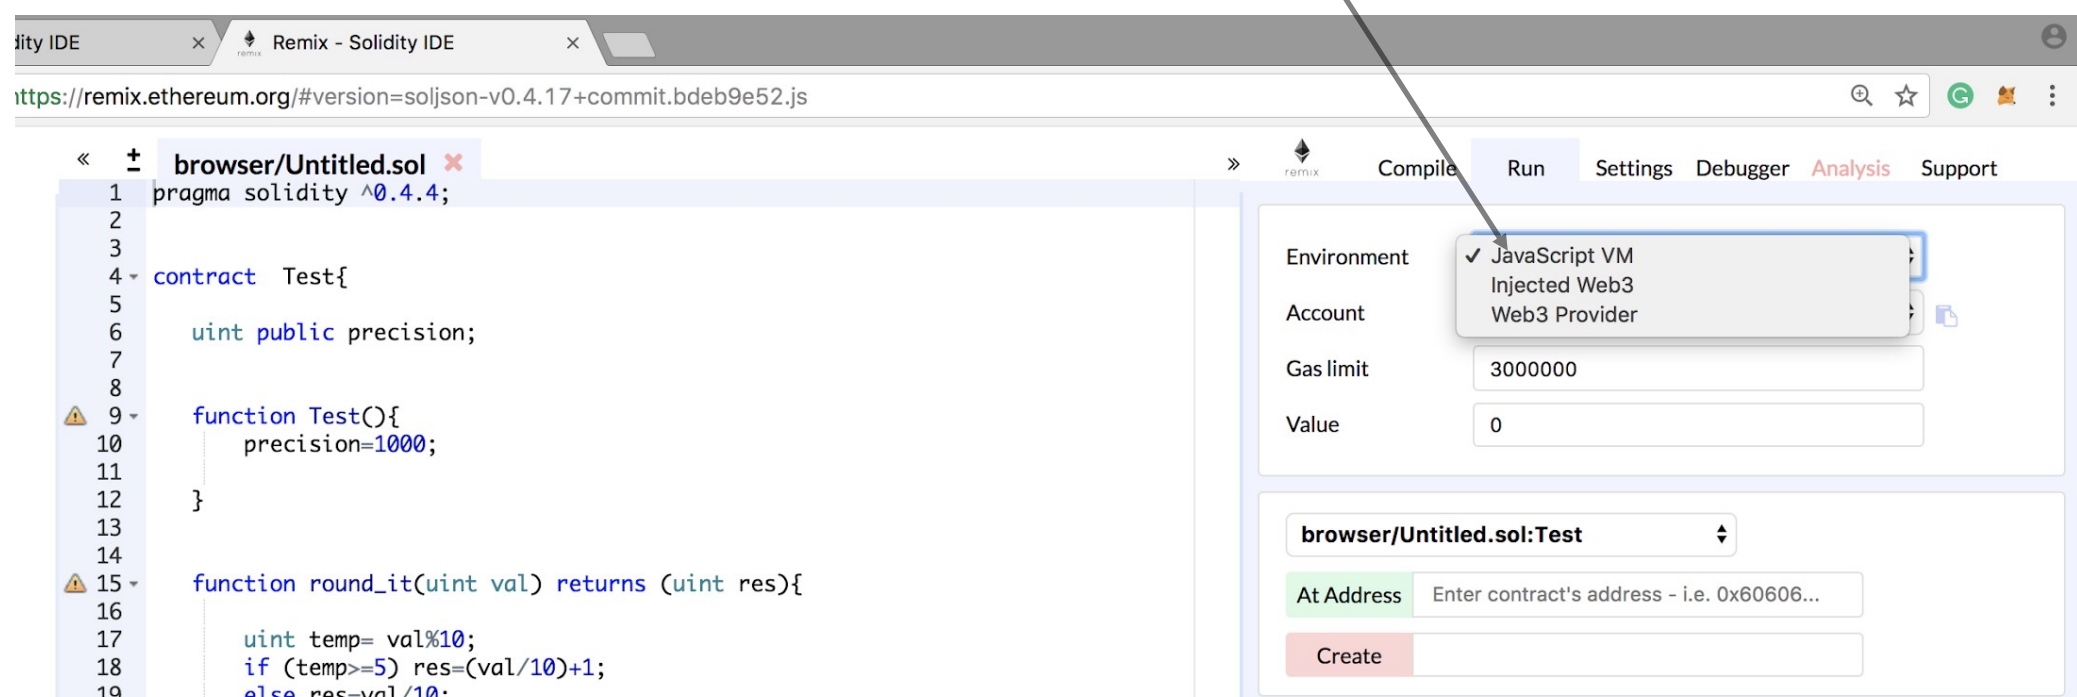 dity IDE
Remix - Solidity IDE
https://remix.ethereum.org/#version=soljson-v0.4.17+commit.bdeb9e52.js
« + browser/Untitled.sol
1 pragma solidity ^0.4.4;
2
3
4 contract Test{
5
6 uint public precision;
7
8
9 function Test(){
10 precision=1000;
11
12 }
13
14
15 function round_it(uint val) returns (uint res){
16
17 uint temp= val%10;
18 if (temp>=5) res=(val/10)+1;
19 else res=val/10;
»
remix
Compile Run Settings Debugger Analysis Support
Environment
✓ JavaScript VM
Injected Web3
Web3 Provider
Account
Gas limit 3000000
Value 0
browser/Untitled.sol:Test
At Address Enter contract's address - i.e. 0x60606...
Create